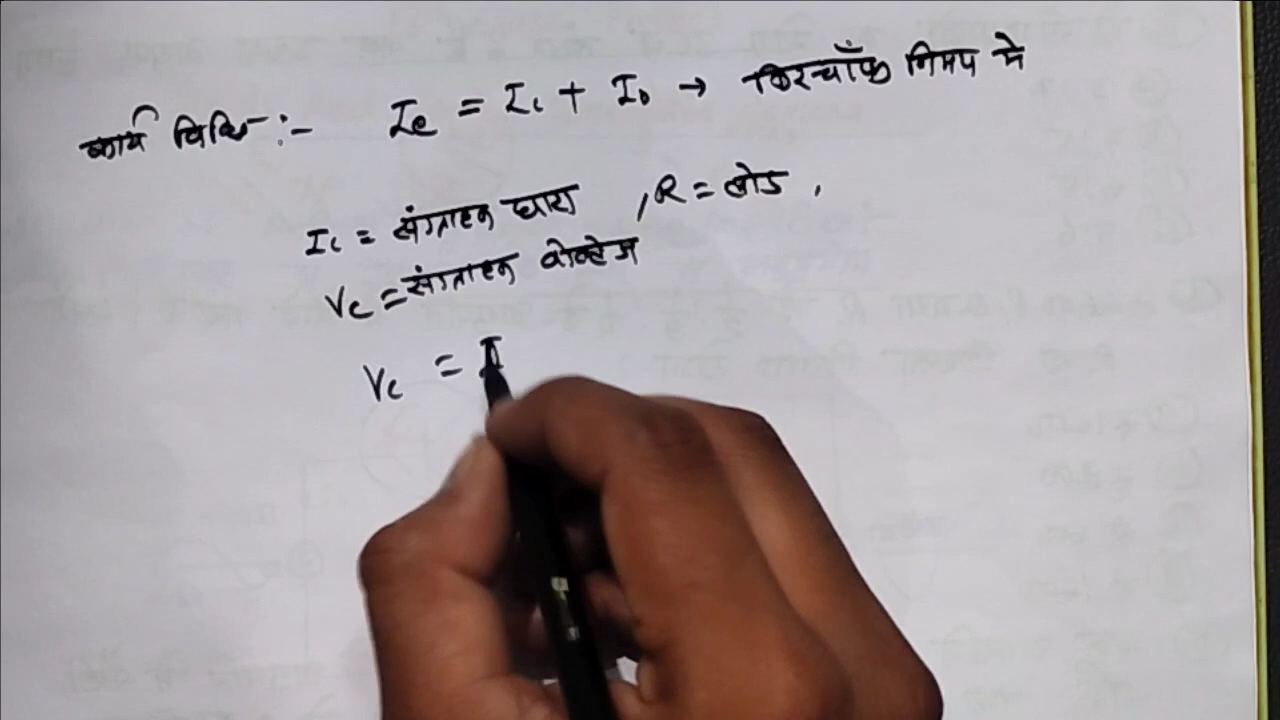 कार्य विधि :- Ie = Ic + Ib → किरचॉफ नियम से
Ic = संग्राहक धारा , R = लोड ,
Vc = संग्राहक वोल्टेज
Vc = I